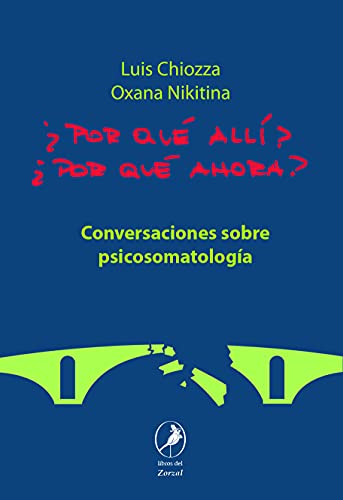 Luis Chiozza
Oxana Nikitina
¿POR QUÉ ALLÍ?
¿POR QUÉ AHORA?
Conversaciones sobre
psicosomatología
libros del
Zorzal